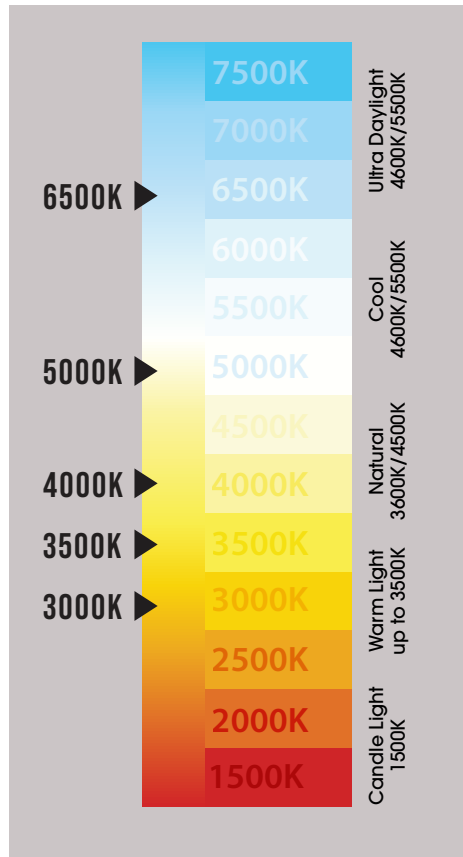 7500K
7000K
6500K
6000K
5500K
5000K
4500K
4000K
3500K
3000K
2500K
2000K
1500K
6500K
5000K
4000K
3500K
3000K
Ultra Daylight
4600K/5500K
Cool
4600K/5500K
Natural
3600K/4500K
Warm Light
up to 3500K
Candle Light
1500K